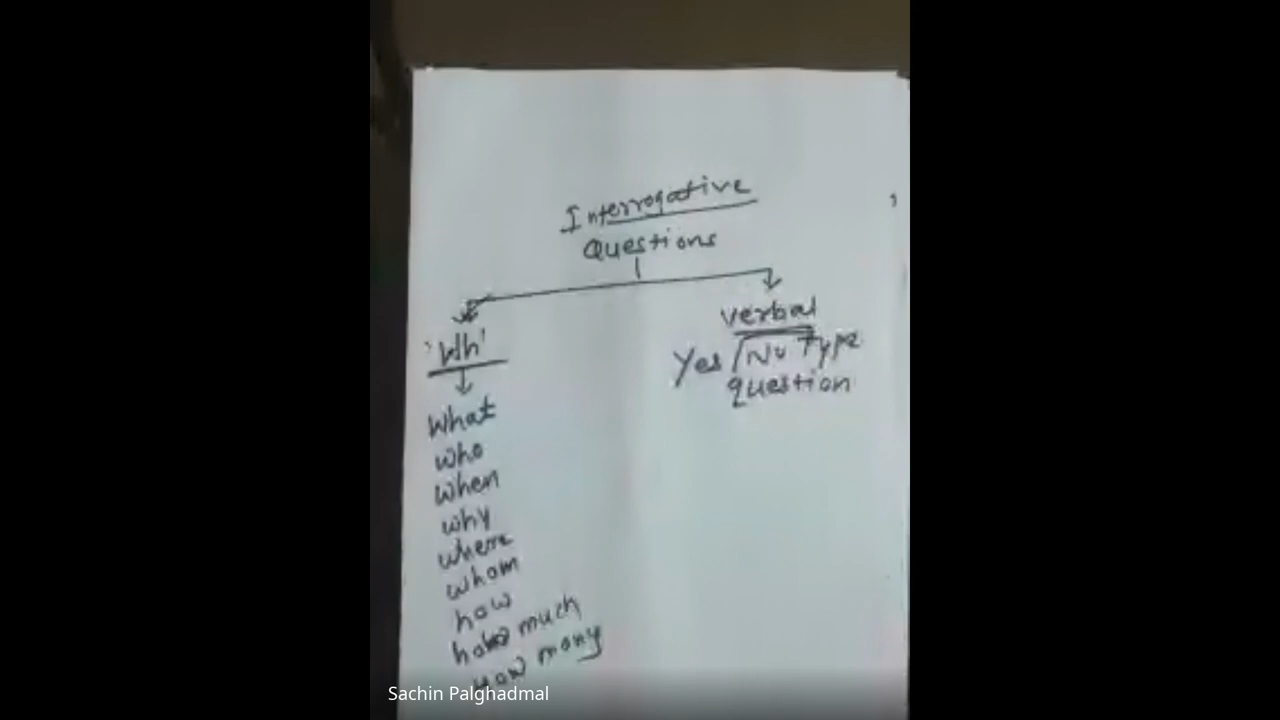 Interrogative
Questions
'Wh'
What
who
when
why
where
whom
how
how much
how many
verbal
Yes/No Type
question
Sachin Palghadmal